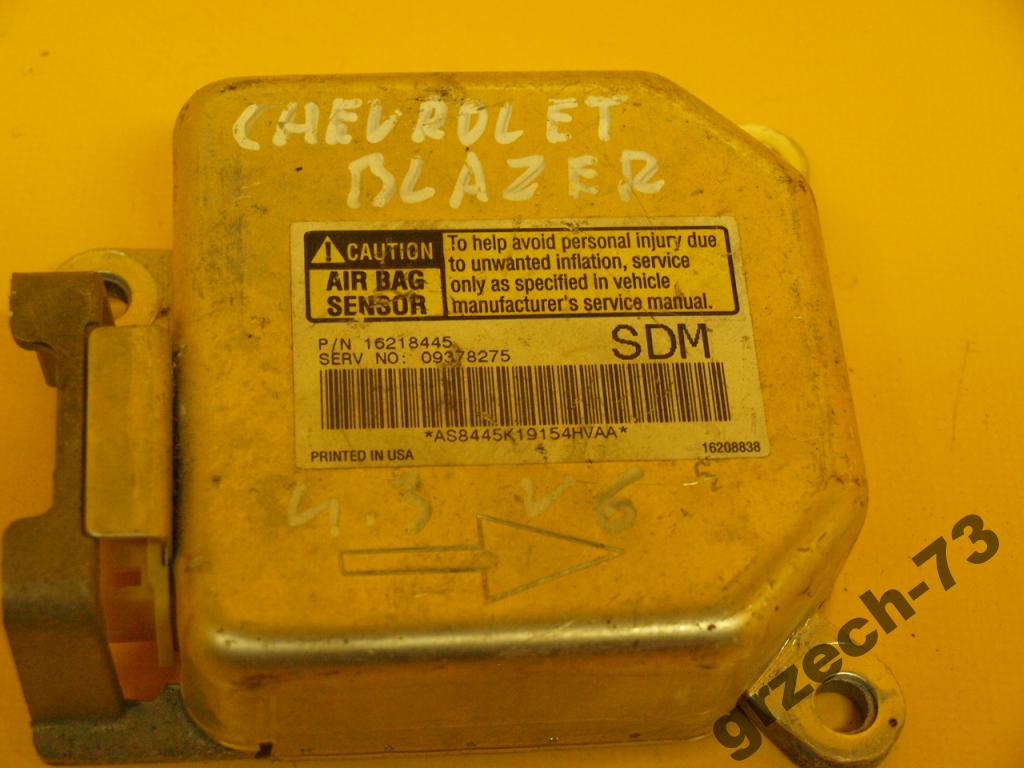 CHEVROLET
BLAZER
CAUTION
AIR BAG
SENSOR
To help avoid personal injury due
to unwanted inflation, service
only as specified in vehicle
manufacturer's service manual.
P/N 16218445
SERV NO: 09378275
SDM
*AS8445K19154HVAA*
PRINTED IN USA
16208838
4.3 V6
grzech-73